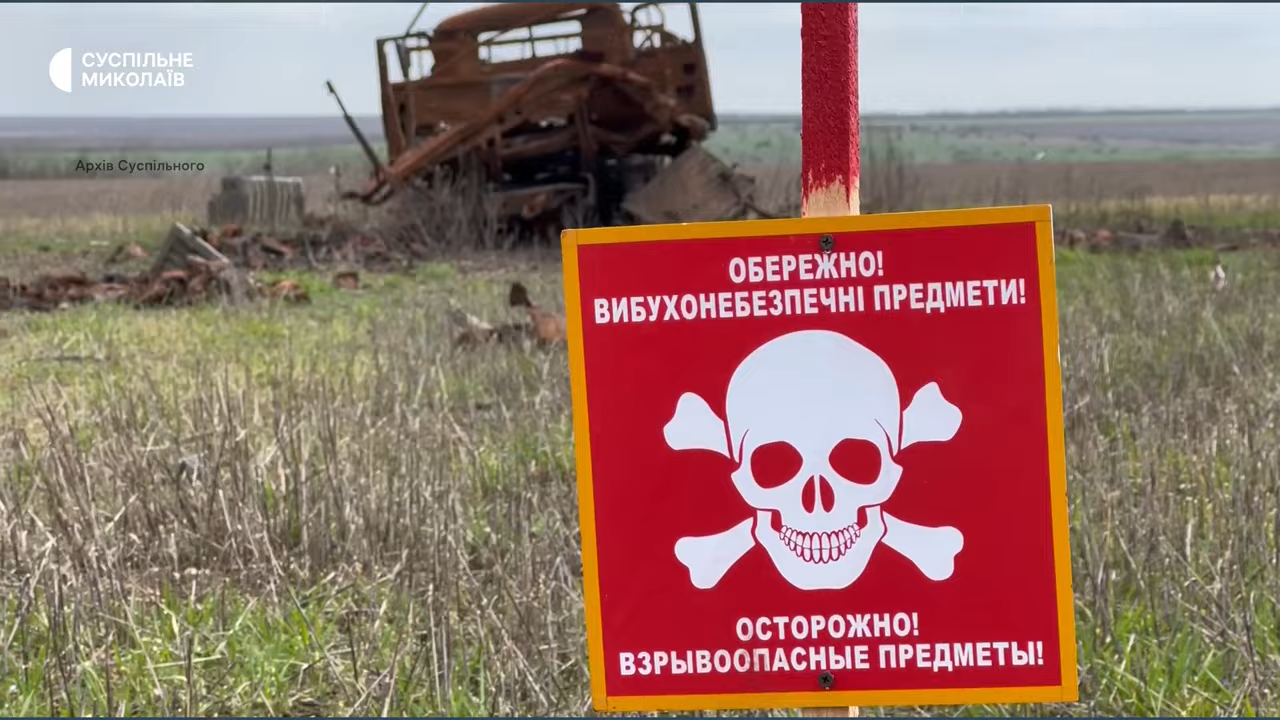 СУСПІЛЬНЕ
МИКОЛАЇВ
Архів Суспільного
ОБЕРЕЖНО!
ВИБУХОНЕБЕЗПЕЧНІ ПРЕДМЕТИ!
ОСТОРОЖНО!
ВЗРЫВООПАСНЫЕ ПРЕДМЕТЫ!